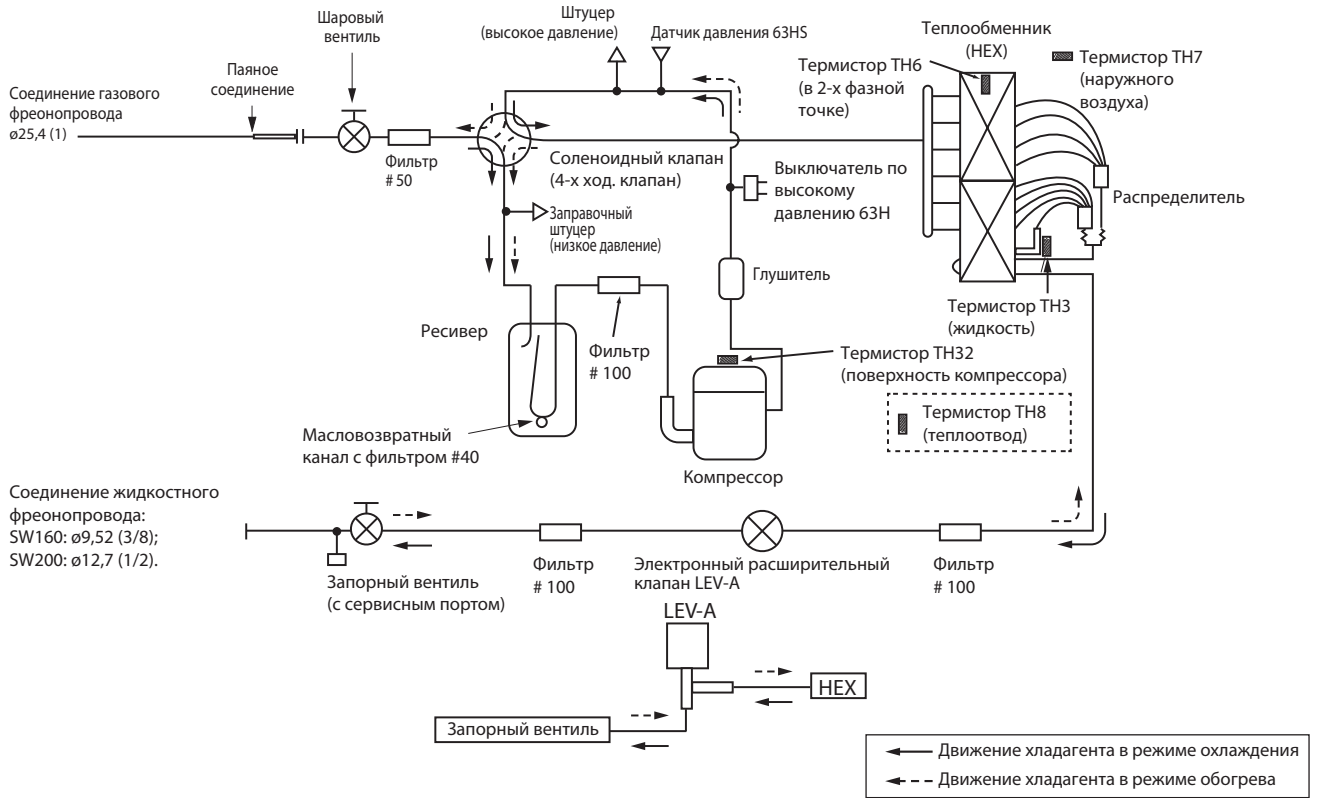 Штуцер
(высокое давление)
Датчик давления 63HS
Шаровый
вентиль
Паяное
соединение
Соединение газового
фреонопровода
ø25,4 (1)
Фильтр
# 50
Соленоидный клапан
(4-х ход. клапан)
Теплообменник
(HEX)
Термистор TH6
(в 2-х фазной
точке)
Термистор TH7
(наружного
воздуха)
Выключатель по
высокому
давлению 63H
Распределитель
Заправочный
штуцер
(низкое давление)
Глушитель
Термистор TH3
(жидкость)
Ресивер
Фильтр
# 100
Термистор TH32
(поверхность компрессора)
Термистор TH8
(теплоотвод)
Масловозвратный
канал с фильтром #40
Компрессор
Соединение жидкостного
фреонопровода:
SW160: ø9,52 (3/8);
SW200: ø12,7 (1/2).
Запорный вентиль
(с сервисным портом)
Фильтр
# 100
Электронный расширительный
клапан LEV-A
Фильтр
# 100
LEV-A
HEX
Запорный вентиль
Движение хладагента в режиме охлаждения
Движение хладагента в режиме обогрева